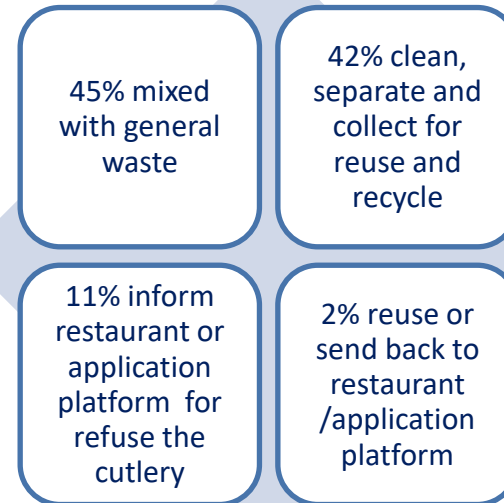 45% mixed
with general
waste
42% clean,
separate and
collect for
reuse and
recycle
11% inform
restaurant or
application
platform for
refuse the
cutlery
2% reuse or
send back to
restaurant
/application
platform